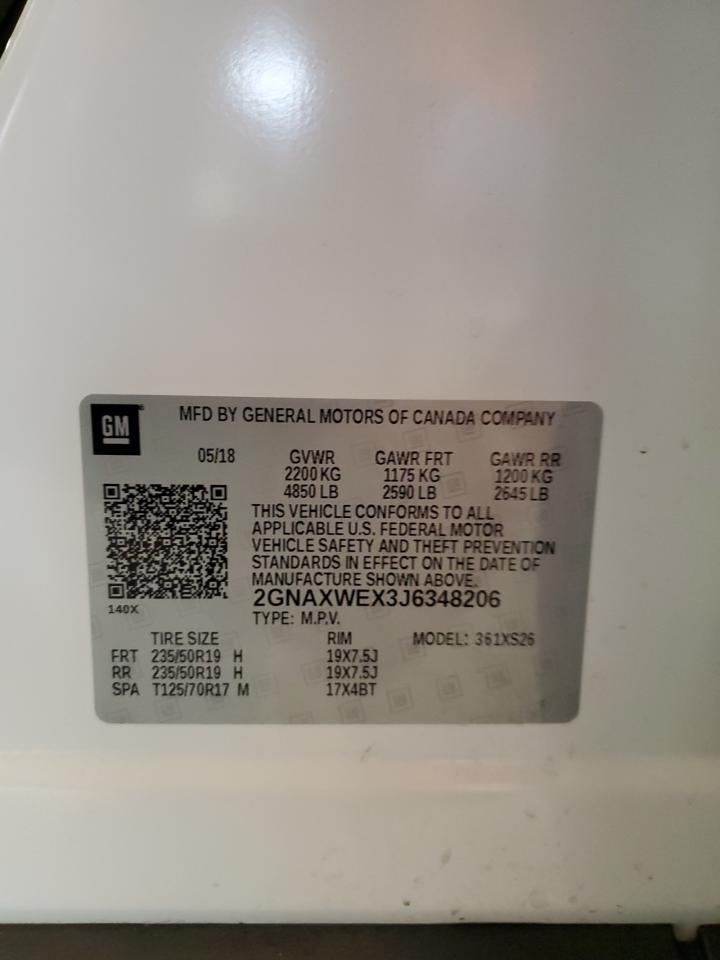 GM
MFD BY GENERAL MOTORS OF CANADA COMPANY
05/18 GVWR GAWR FRT GAWR RR
2200 KG 1175 KG 1200 KG
4850 LB 2590 LB 2645 LB
THIS VEHICLE CONFORMS TO ALL
APPLICABLE U.S. FEDERAL MOTOR
VEHICLE SAFETY AND THEFT PREVENTION
STANDARDS IN EFFECT ON THE DATE OF
MANUFACTURE SHOWN ABOVE.
140X
2GNAXWEX3J6348206
TYPE: M.P.V.
TIRE SIZE RIM MODEL: 361XS26
FRT 235/50R19 H 19X7.5J
RR 235/50R19 H 19X7.5J
SPA T125/70R17 M 17X4BT